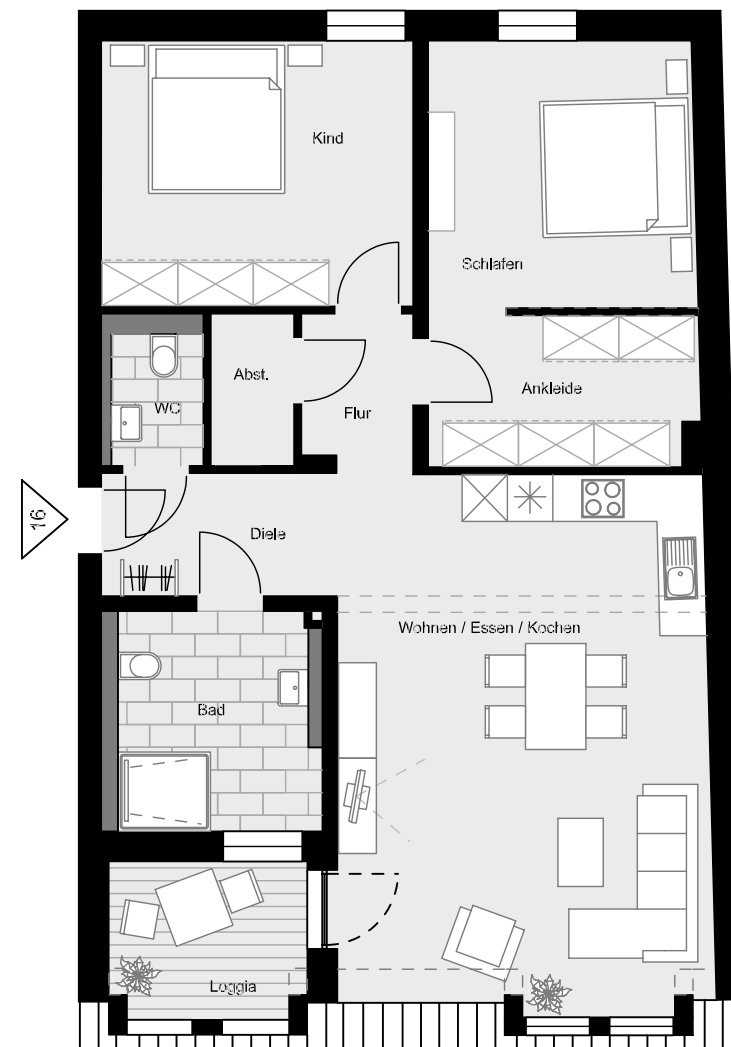 Kind
Schlafen
Abst.
Ankleide
WC
Flur
16
Diele
Wohnen / Essen / Kochen
Bad
Loggia